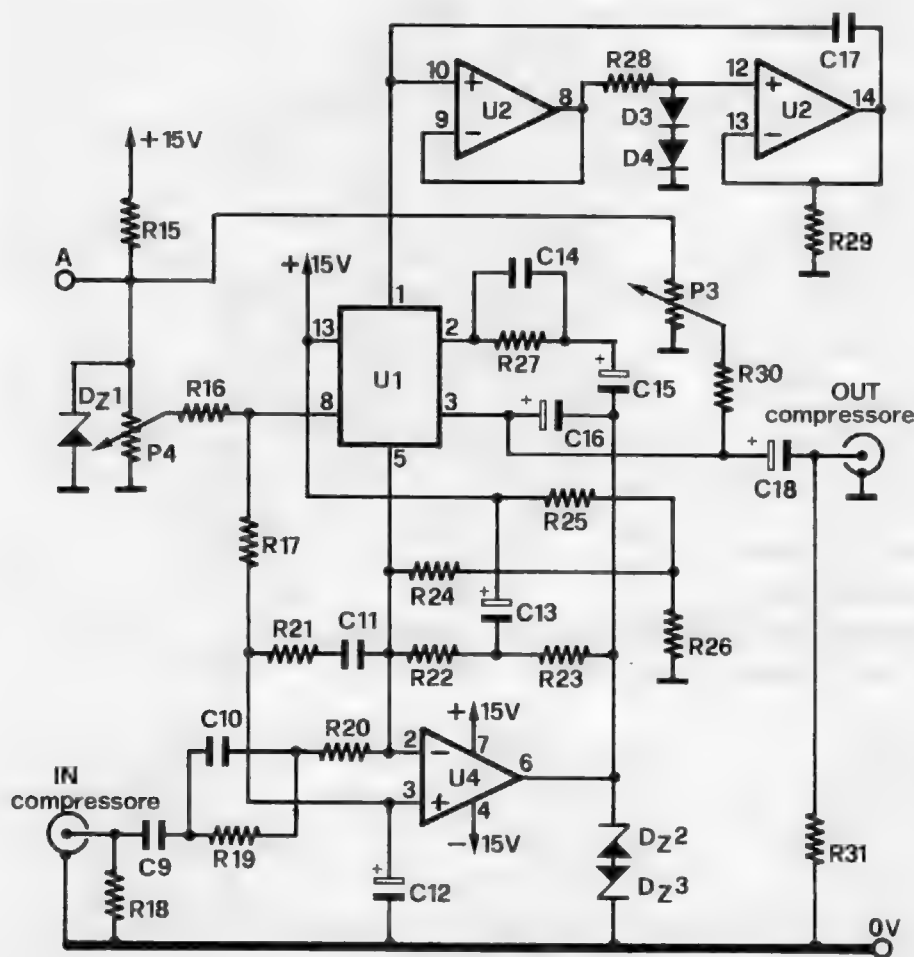 C17
R28
10
+
U2
8
9
−
12
+
U2
14
13
−
D3
D4
R29
+15V
R15
A
+15V
C14
P3
1
13
2
R27
U1
8
3
5
C15
C16
R30
OUT
compressore
C18
DZ1
R16
P4
R17
R25
R24
C13
R26
R21
C11
R22
R23
C10
R20
+15V
2
−
7
U4
6
3
+
4
−15V
IN
compressore
C9
R19
R18
C12
DZ2
DZ3
R31
0V